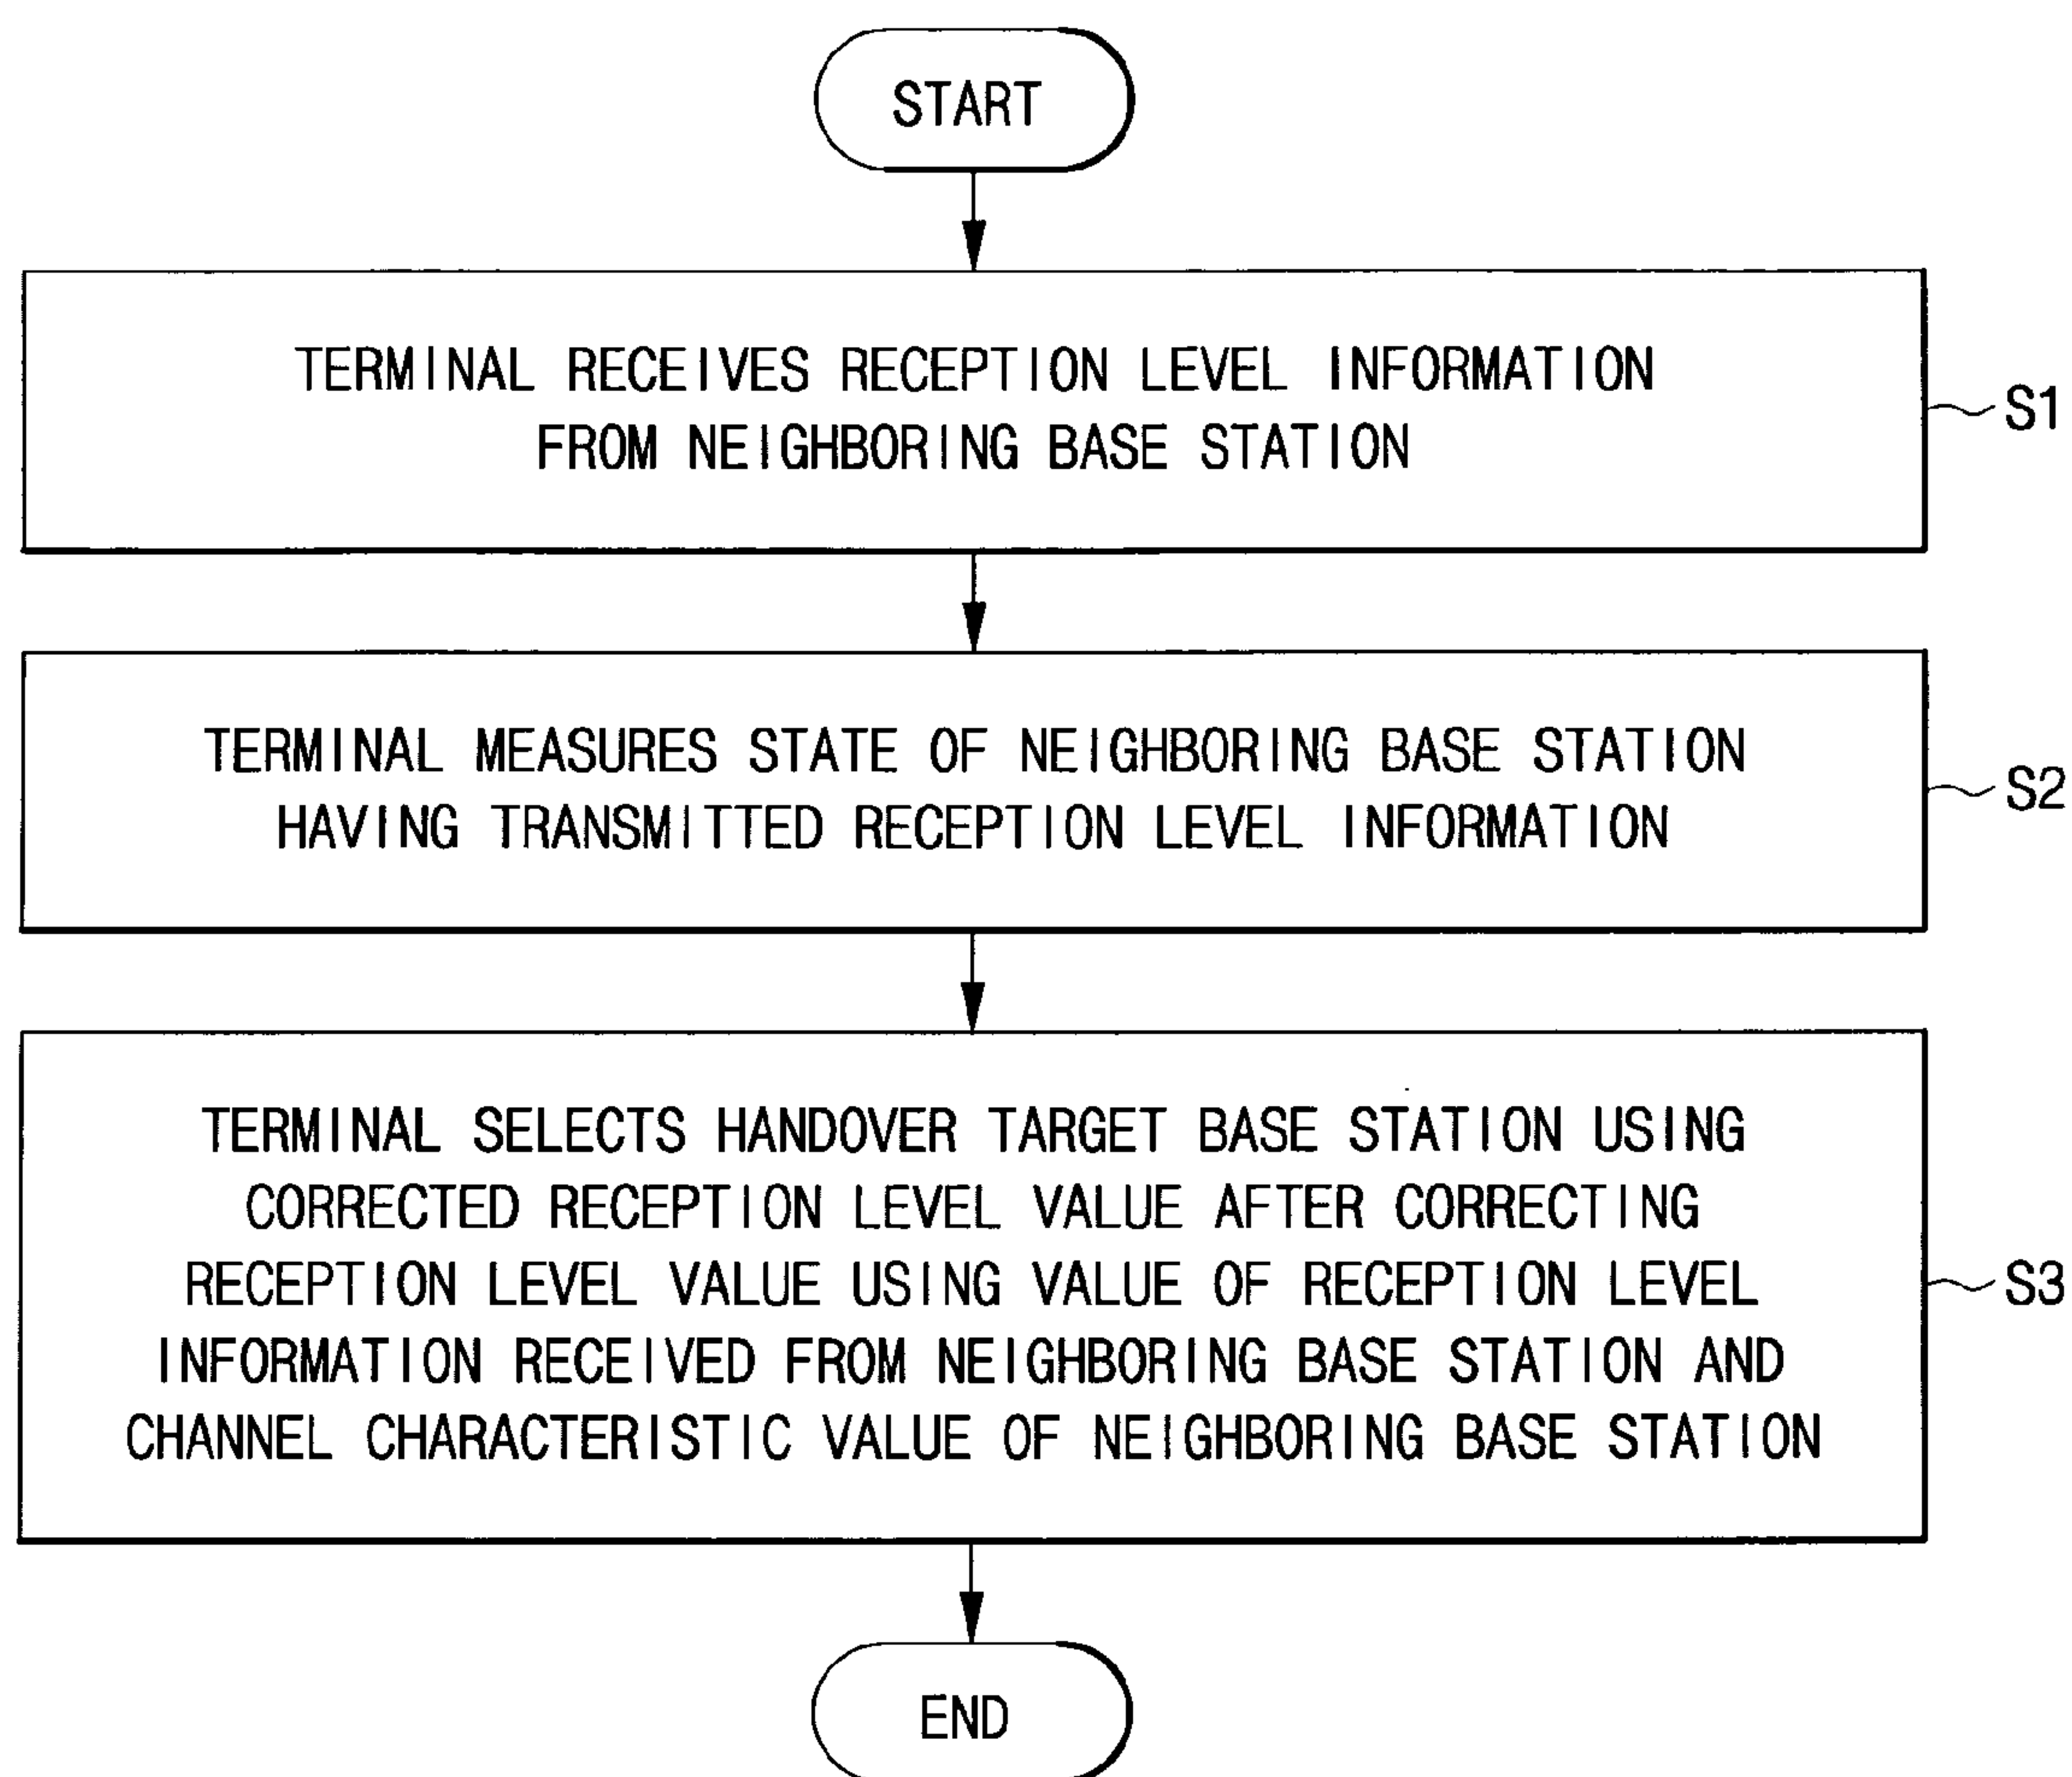 START
TERMINAL RECEIVES RECEPTION LEVEL INFORMATION
FROM NEIGHBORING BASE STATION
S1
TERMINAL MEASURES STATE OF NEIGHBORING BASE STATION
HAVING TRANSMITTED RECEPTION LEVEL INFORMATION
S2
TERMINAL SELECTS HANDOVER TARGET BASE STATION USING
CORRECTED RECEPTION LEVEL VALUE AFTER CORRECTING
RECEPTION LEVEL VALUE USING VALUE OF RECEPTION LEVEL
INFORMATION RECEIVED FROM NEIGHBORING BASE STATION AND
CHANNEL CHARACTERISTIC VALUE OF NEIGHBORING BASE STATION
S3
END